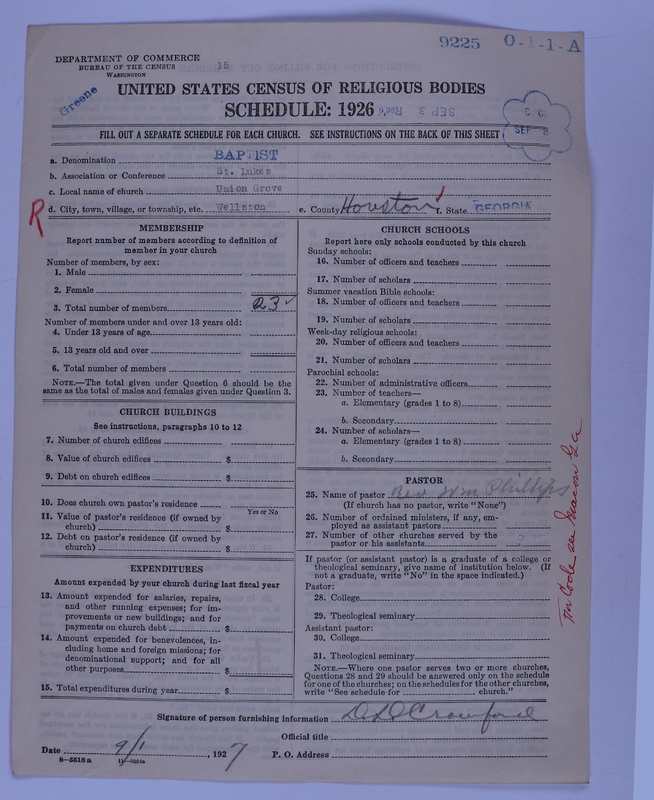 9225 0-1-1-A
DEPARTMENT OF COMMERCE
BUREAU OF THE CENSUS
WASHINGTON
15
Greene
UNITED STATES CENSUS OF RELIGIOUS BODIES
SCHEDULE: 1926
SEP 3
C. C.
SEP 8
FILL OUT A SEPARATE SCHEDULE FOR EACH CHURCH. SEE INSTRUCTIONS ON THE BACK OF THIS SHEET
a. Denomination BAPTIST
b. Association or Conference St. Lukes
c. Local name of church Union Grove
R d. City, town, village, or township, etc. Wellston e. County Houston f. State GEORGIA
MEMBERSHIP
Report number of members according to definition of
member in your church
Number of members, by sex:
1. Male
2. Female
3. Total number of members 23
Number of members under and over 13 years old:
4. Under 13 years of age
5. 13 years old and over
6. Total number of members
NOTE.—The total given under Question 6 should be the
same as the total of males and females given under Question 3.
CHURCH BUILDINGS
See instructions, paragraphs 10 to 12
7. Number of church edifices
8. Value of church edifices $
9. Debt on church edifices $
10. Does church own pastor's residence
Yes or No
11. Value of pastor's residence (if owned by
church) $
12. Debt on pastor's residence (if owned by
church) $
EXPENDITURES
Amount expended by your church during last fiscal year
13. Amount expended for salaries, repairs,
and other running expenses; for im-
provements or new buildings; and for
payments on church debt $
14. Amount expended for benevolences, in-
cluding home and foreign missions; for
denominational support; and for all
other purposes $
15. Total expenditures during year $
CHURCH SCHOOLS
Report here only schools conducted by this church
Sunday schools:
16. Number of officers and teachers
17. Number of scholars
Summer vacation Bible schools:
18. Number of officers and teachers
19. Number of scholars
Week-day religious schools:
20. Number of officers and teachers
21. Number of scholars
Parochial schools:
22. Number of administrative officers
23. Number of teachers—
a. Elementary (grades 1 to 8)
b. Secondary
24. Number of scholars—
a. Elementary (grades 1 to 8)
b. Secondary
PASTOR
25. Name of pastor Rev Wm Phillips
(If church has no pastor, write "None")
26. Number of ordained ministers, if any, em-
ployed as assistant pastors
27. Number of other churches served by the
pastor or his assistants
If pastor (or assistant pastor) is a graduate of a college or
theological seminary, give name of institution below. (If
not a graduate, write "No" in the space indicated.)
Pastor:
28. College
29. Theological seminary
Assistant pastor:
30. College
31. Theological seminary
NOTE.—Where one pastor serves two or more churches,
Questions 28 and 29 should be answered only on the schedule
for one of the churches; on the schedules for the other churches,
write "See schedule for church."
Macon Ga
Signature of person furnishing information Crawford
Official title
Date 9/1, 1927 P. O. Address
8—5518a